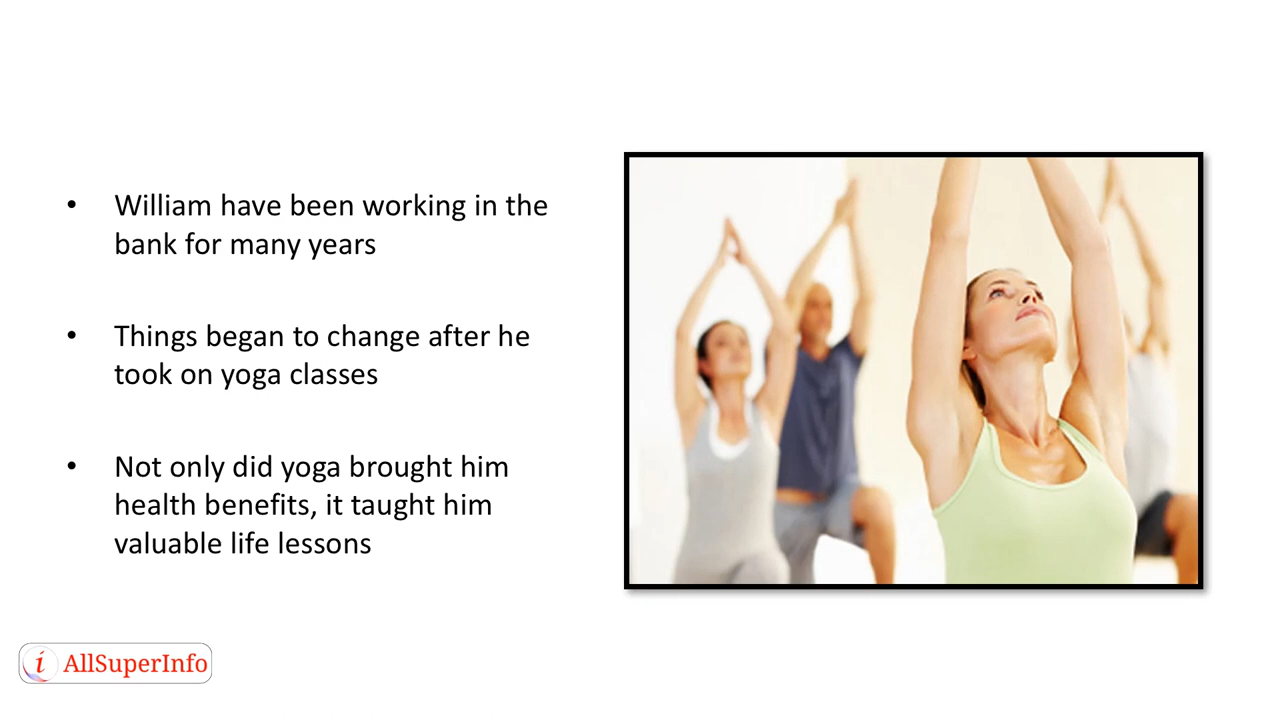 • William have been working in the
bank for many years
• Things began to change after he
took on yoga classes
• Not only did yoga brought him
health benefits, it taught him
valuable life lessons
i AllSuperInfo